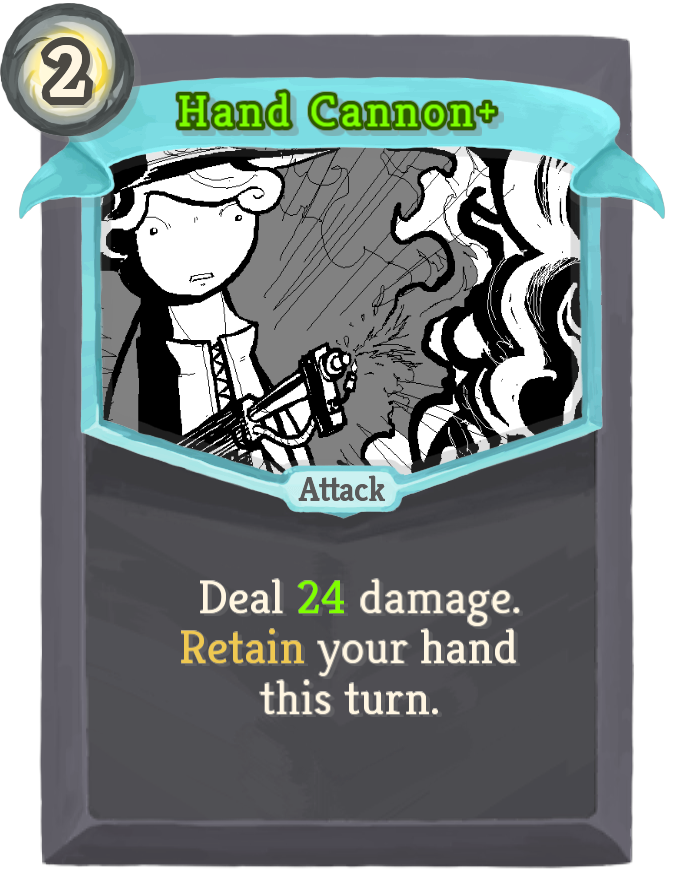 2
Hand Cannon+
Attack
Deal 24 damage.
Retain your hand
this turn.